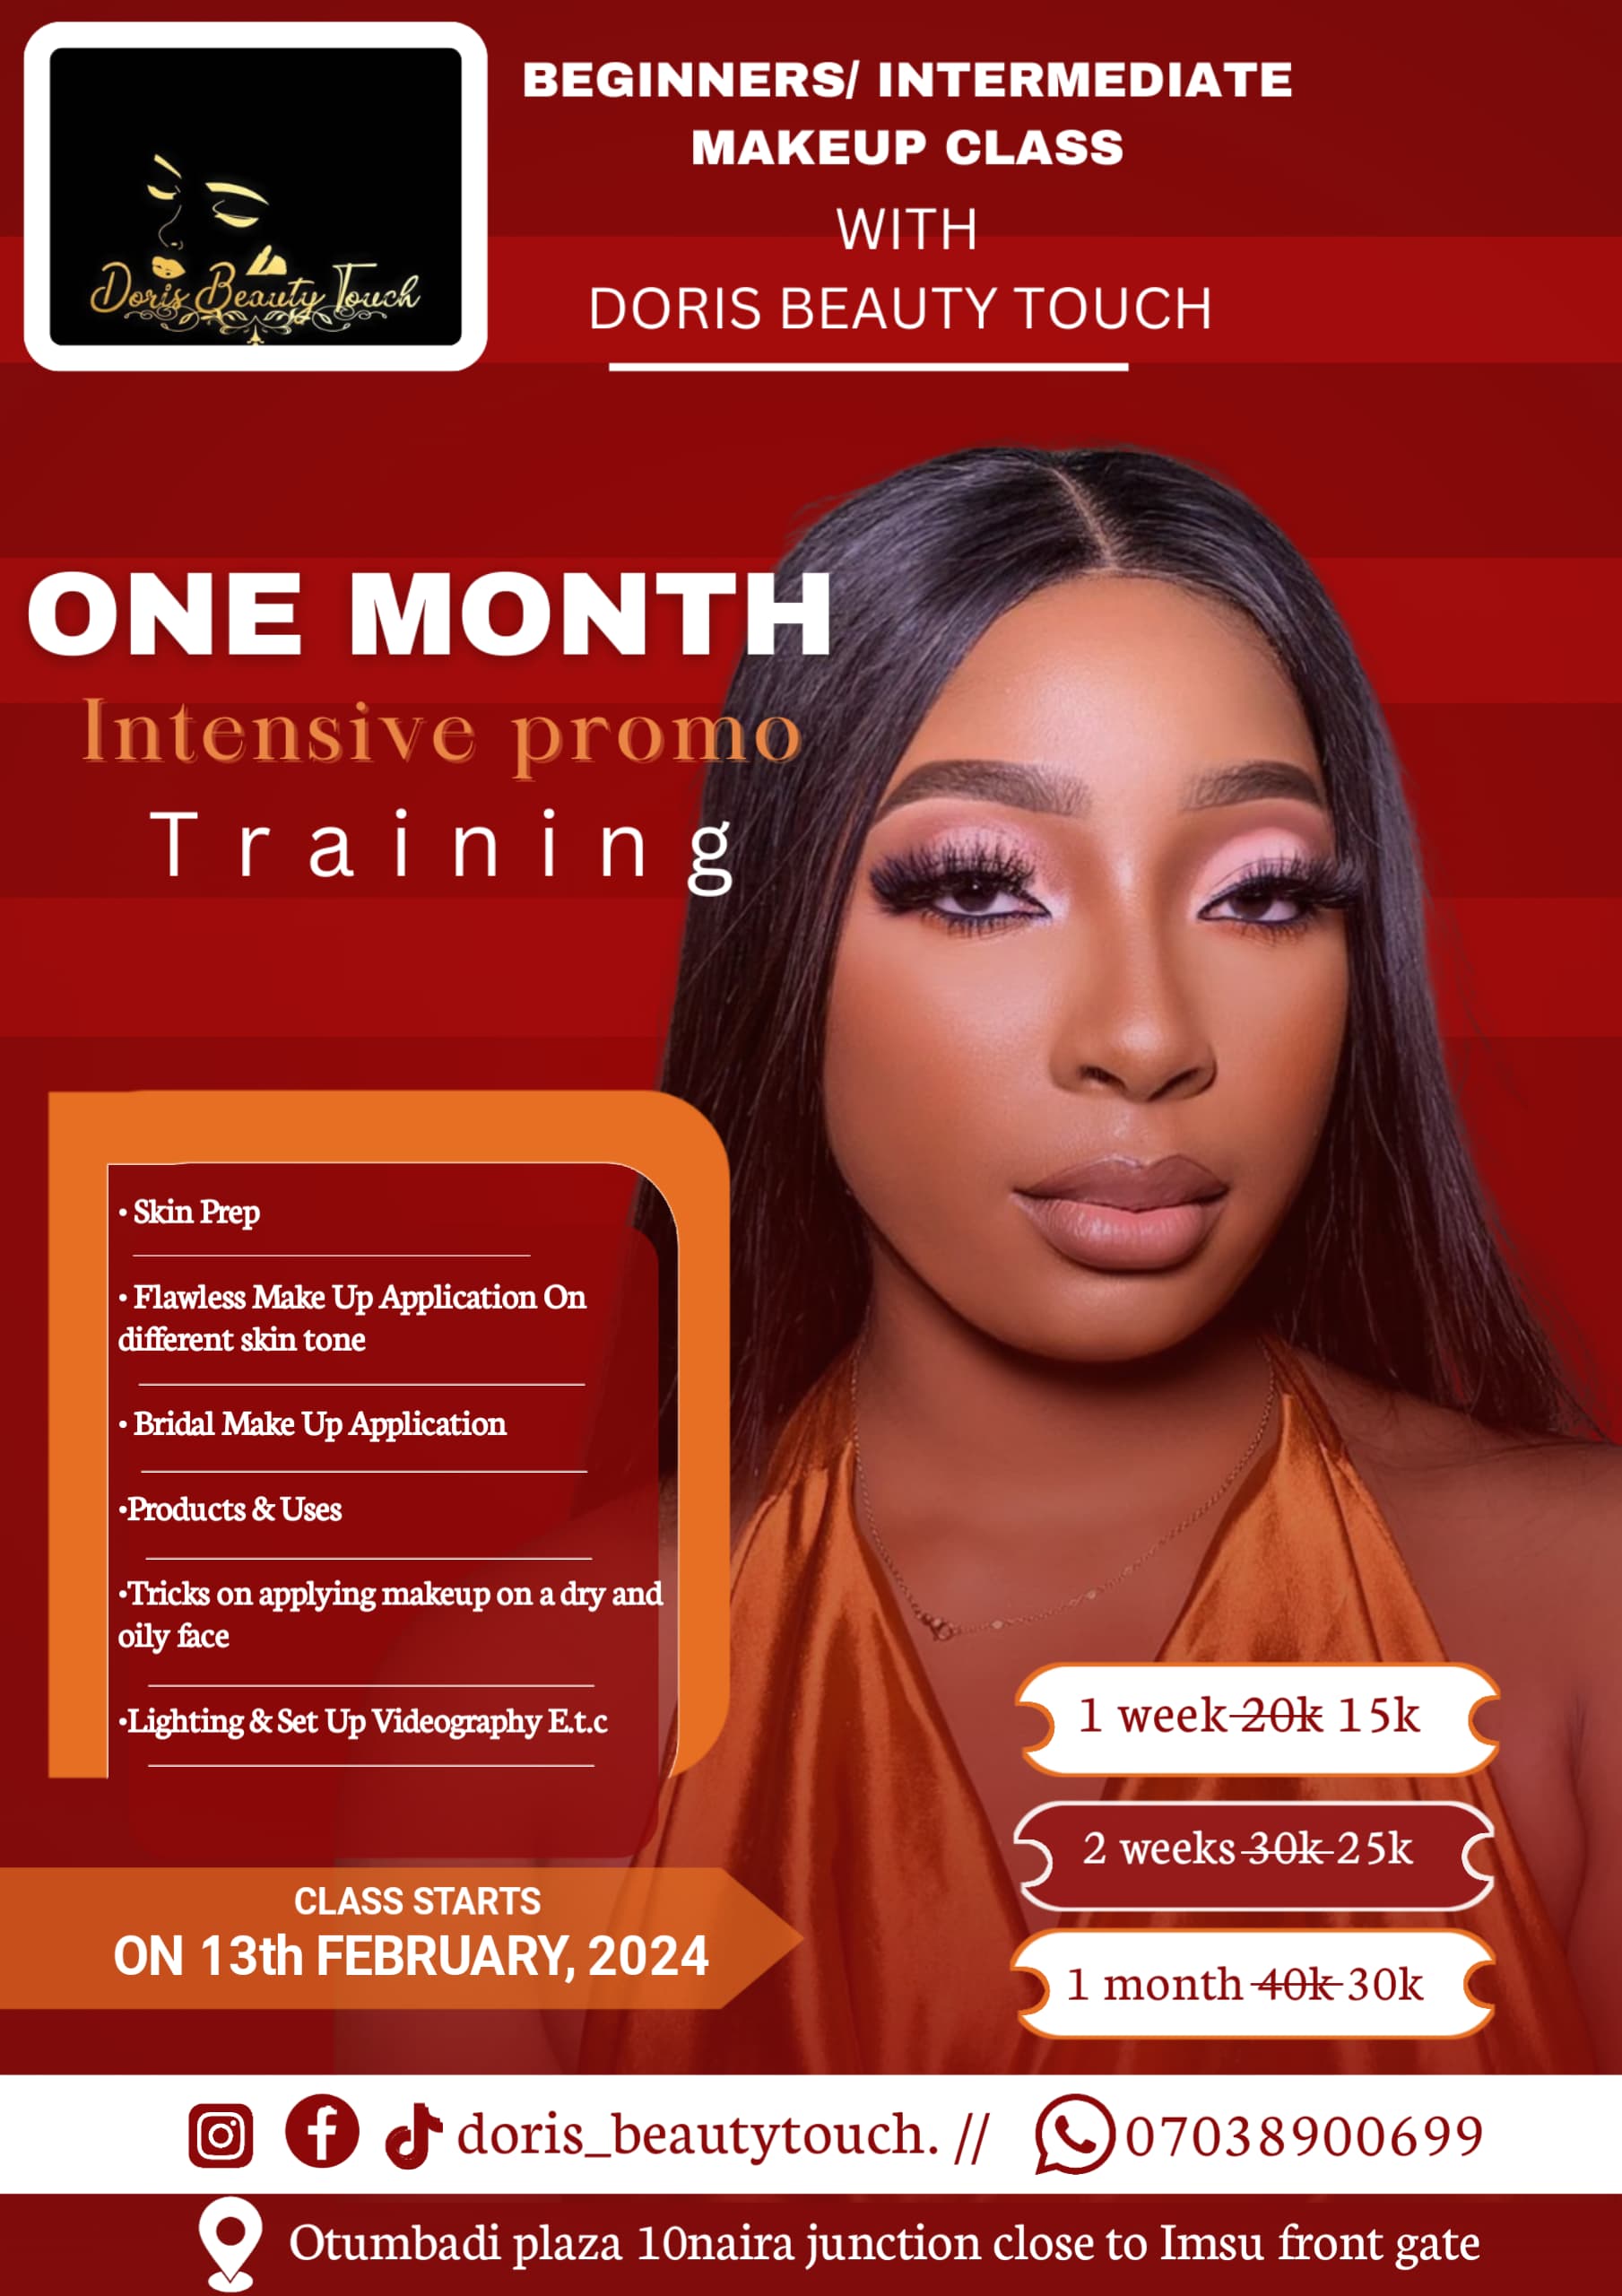 Doris Beauty Touch
BEGINNERS/ INTERMEDIATE
MAKEUP CLASS
WITH
DORIS BEAUTY TOUCH
ONE MONTH
Intensive promo
Training
• Skin Prep
• Flawless Make Up Application On
different skin tone
• Bridal Make Up Application
•Products & Uses
•Tricks on applying makeup on a dry and
oily face
•Lighting & Set Up Videography E.t.c
1 week 20k 15k
2 weeks 30k 25k
1 month 40k 30k
CLASS STARTS
ON 13th FEBRUARY, 2024
doris_beautytouch. // 07038900699
Otumbadi plaza 10naira junction close to Imsu front gate